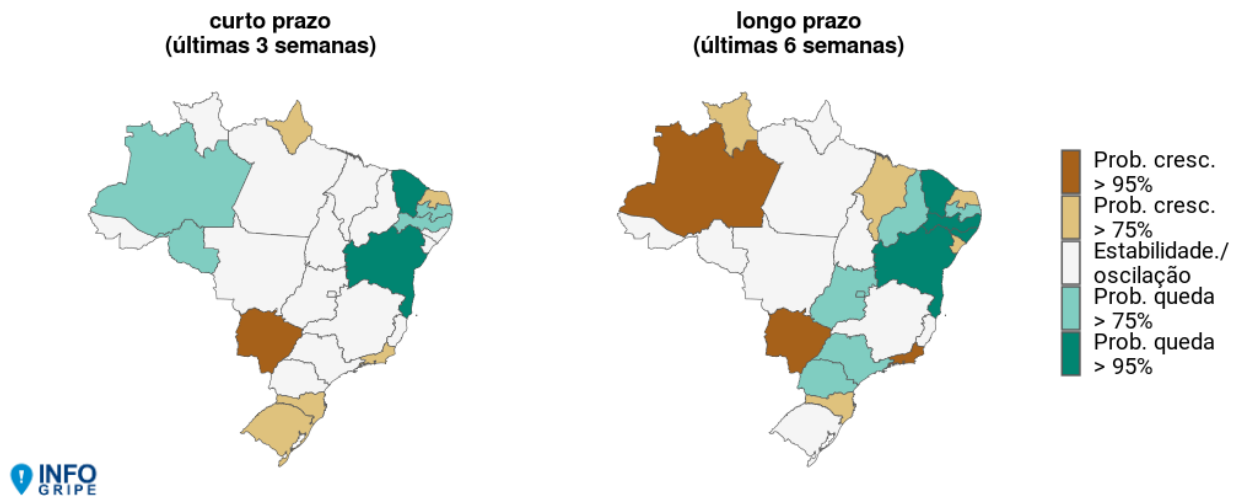 curto prazo
(últimas 3 semanas)
longo prazo
(últimas 6 semanas)
Prob. cresc.
> 95%
Prob. cresc.
> 75%
Estabilidade./
oscilação
Prob. queda
> 75%
Prob. queda
> 95%
INFO
GRIPE